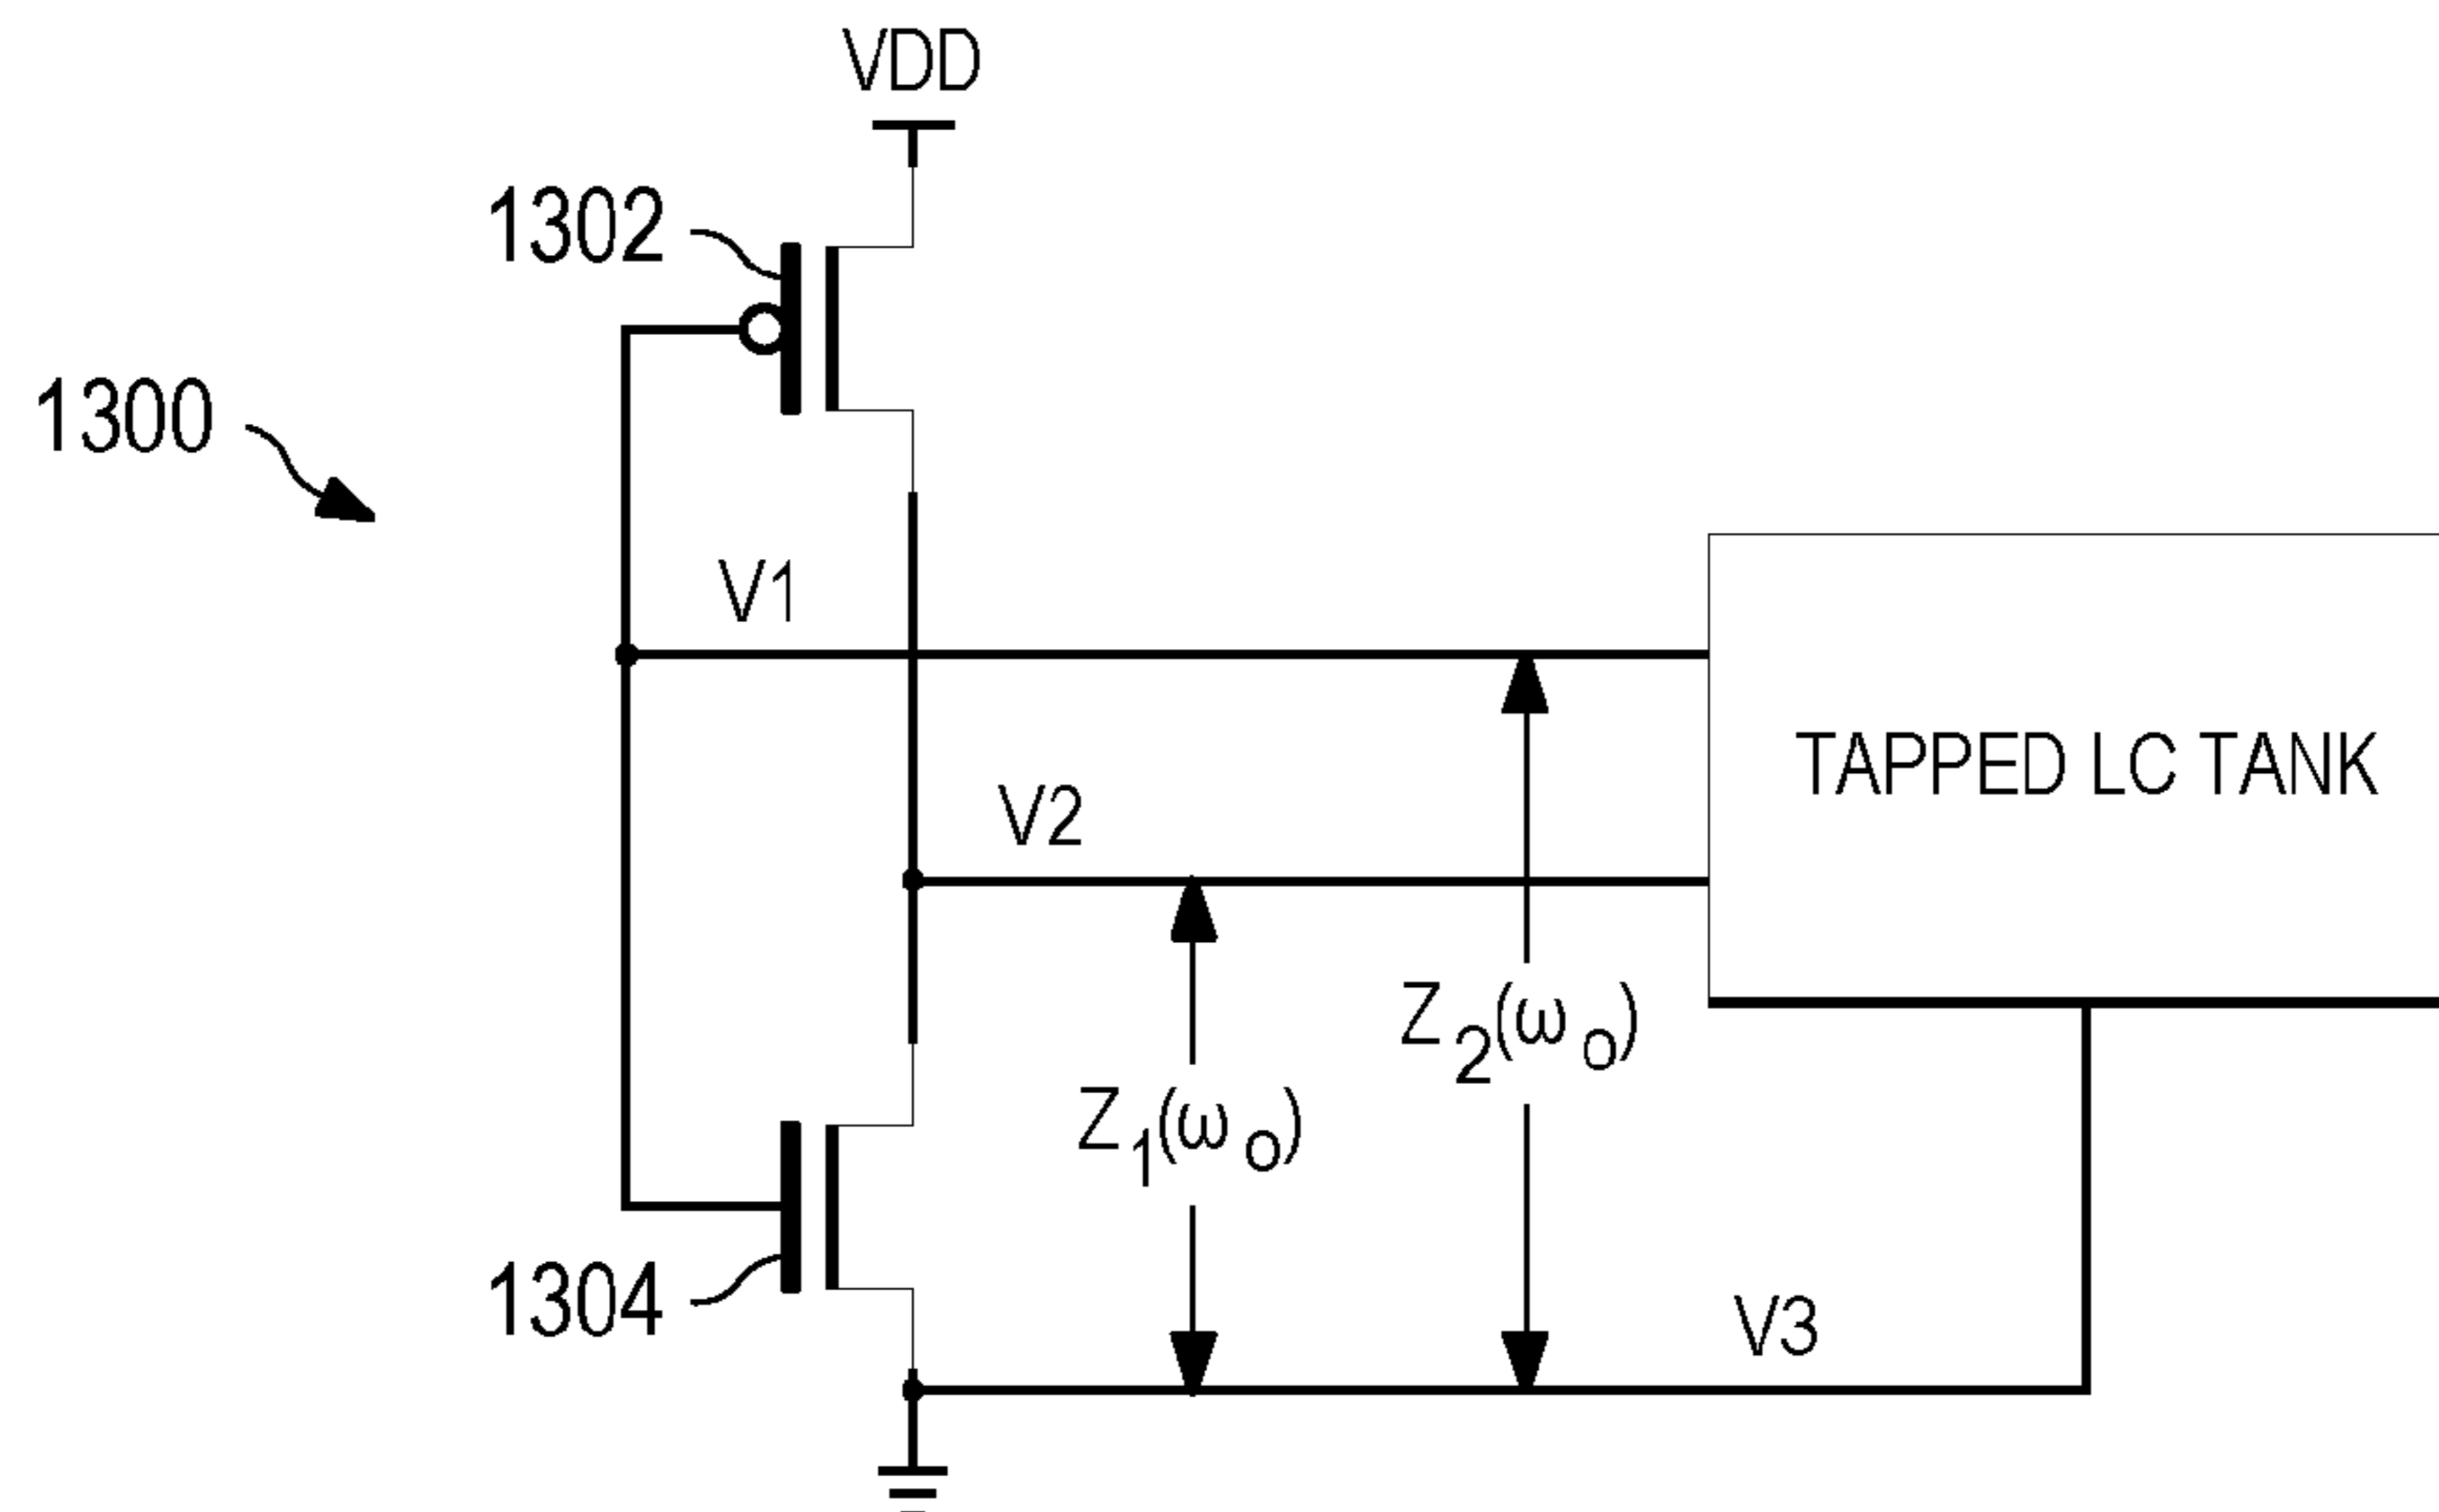 VDD
1302
1300
V1
TAPPED LC TANK
V2
Z2(ωo)
Z1(ωo)
1304
V3